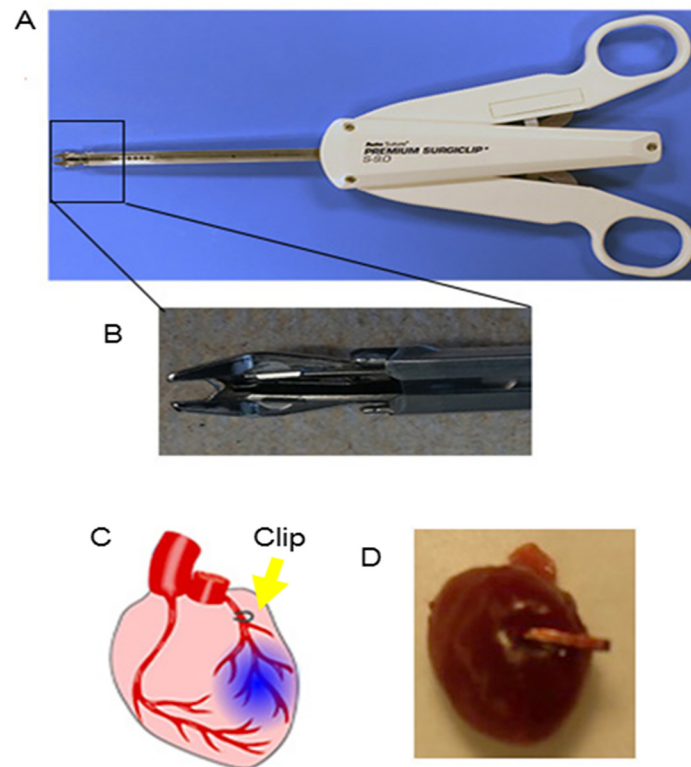 A
Auto Suture*
PREMIUM SURGICLIP*
S-9.0
B
C
Clip
D